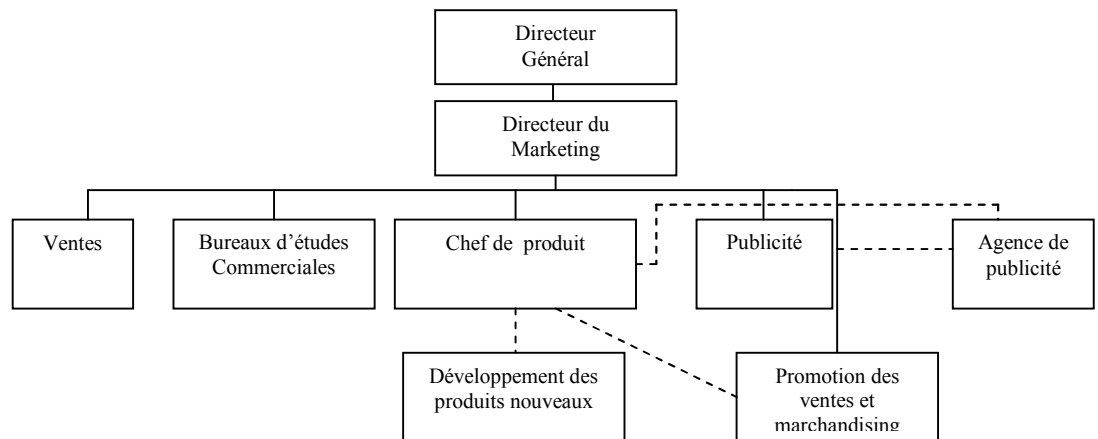 Directeur
Général
Directeur du
Marketing
Ventes
Bureaux d’études
Commerciales
Chef de produit
Publicité
Agence de
publicité
Développement des
produits nouveaux
Promotion des
ventes et
marchandising